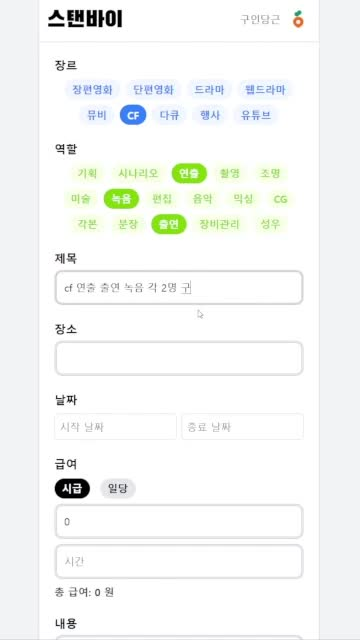 스탠바이 구인당근
장르
장편영화 단편영화 드라마 웹드라마
뮤비 CF 다큐 행사 유튜브
역할
기획 시나리오 연출 촬영 조명
미술 녹음 편집 음악 믹싱 CG
각본 분장 출연 장비관리 성우
제목
cf 연출 출연 녹음 각 2명 구
장소
날짜
시작 날짜 종료 날짜
급여
시급 일당
0
시간
총 급여: 0 원
내용